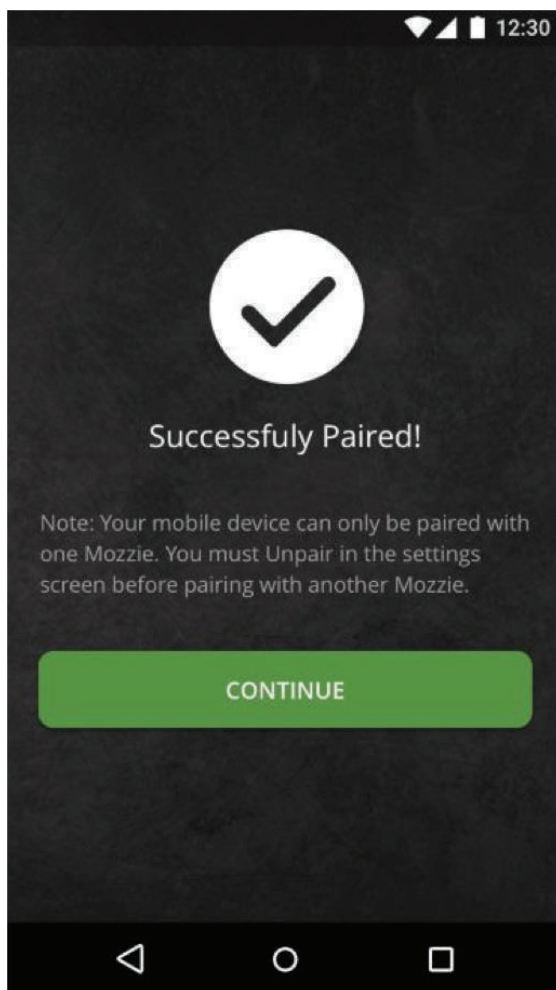 12:30
Successfuly Paired!
Note: Your mobile device can only be paired with
one Mozzie. You must Unpair in the settings
screen before pairing with another Mozzie.
CONTINUE